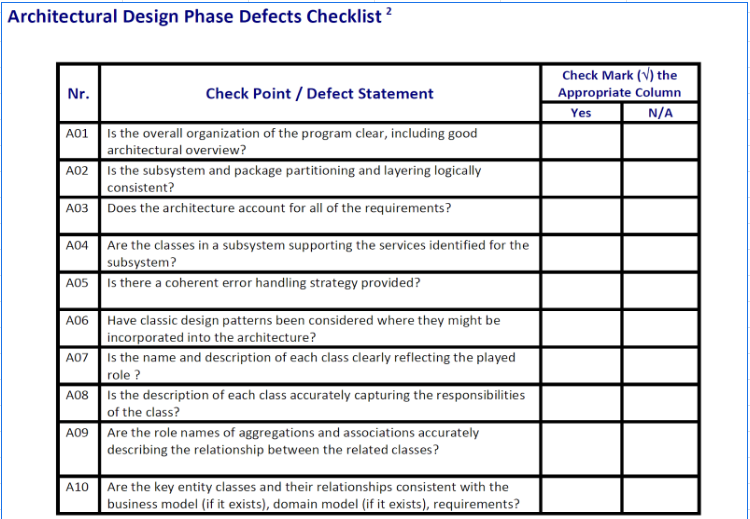 Architectural Design Phase Defects Checklist 2
Nr.
Check Point / Defect Statement
Check Mark (√) the
Appropriate Column
Yes
N/A
A01
Is the overall organization of the program clear, including good
architectural overview?
A02
Is the subsystem and package partitioning and layering logically
consistent?
A03
Does the architecture account for all of the requirements?
A04
Are the classes in a subsystem supporting the services identified for the
subsystem?
A05
Is there a coherent error handling strategy provided?
A06
Have classic design patterns been considered where they might be
incorporated into the architecture?
A07
Is the name and description of each class clearly reflecting the played
role ?
A08
Is the description of each class accurately capturing the responsibilities
of the class?
A09
Are the role names of aggregations and associations accurately
describing the relationship between the related classes?
A10
Are the key entity classes and their relationships consistent with the
business model (if it exists), domain model (if it exists), requirements?